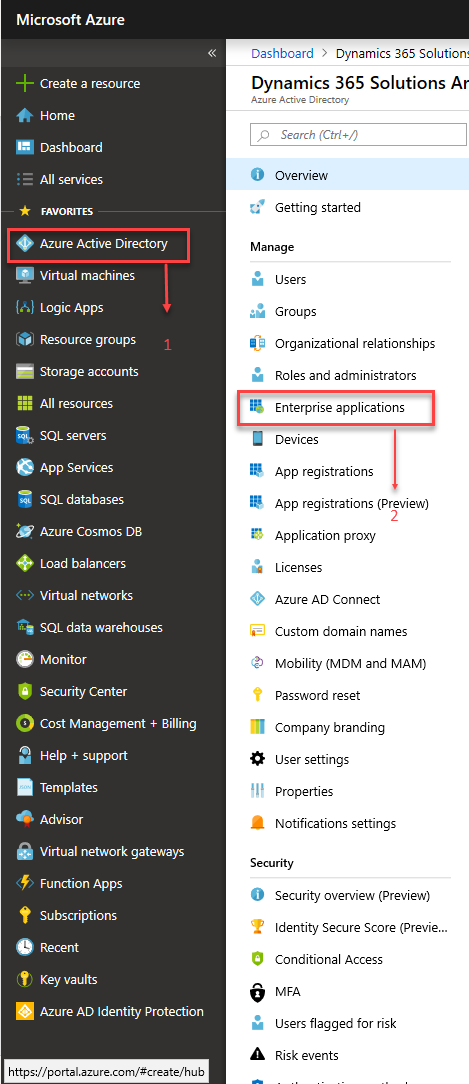 Microsoft Azure
«
Create a resource
Home
Dashboard
All services
FAVORITES
Azure Active Directory
Virtual machines
1
Logic Apps
Resource groups
Storage accounts
All resources
SQL servers
App Services
SQL databases
Azure Cosmos DB
Load balancers
Virtual networks
SQL data warehouses
Monitor
Security Center
Cost Management + Billing
Help + support
Templates
Advisor
Virtual network gateways
Function Apps
Subscriptions
Recent
Key vaults
Azure AD Identity Protection
https://portal.azure.com/#create/hub
Dashboard > Dynamics 365 Solutions
Dynamics 365 Solutions Ar
Azure Active Directory
Search (Ctrl+/)
Overview
Getting started
Manage
Users
Groups
Organizational relationships
Roles and administrators
Enterprise applications
Devices
App registrations
App registrations (Preview)
2
Application proxy
Licenses
Azure AD Connect
Custom domain names
Mobility (MDM and MAM)
Password reset
Company branding
User settings
Properties
Notifications settings
Security
Security overview (Preview)
Identity Secure Score (Previe...
Conditional Access
MFA
Users flagged for risk
Risk events